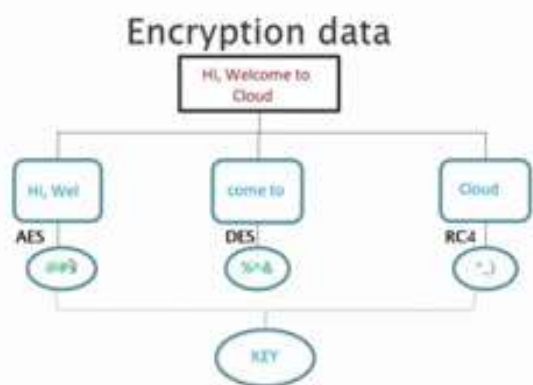 Encryption data
Hi, Welcome to
Cloud
Hi, Wel
come to
Cloud
AES
DES
RC4
%^&
KEY